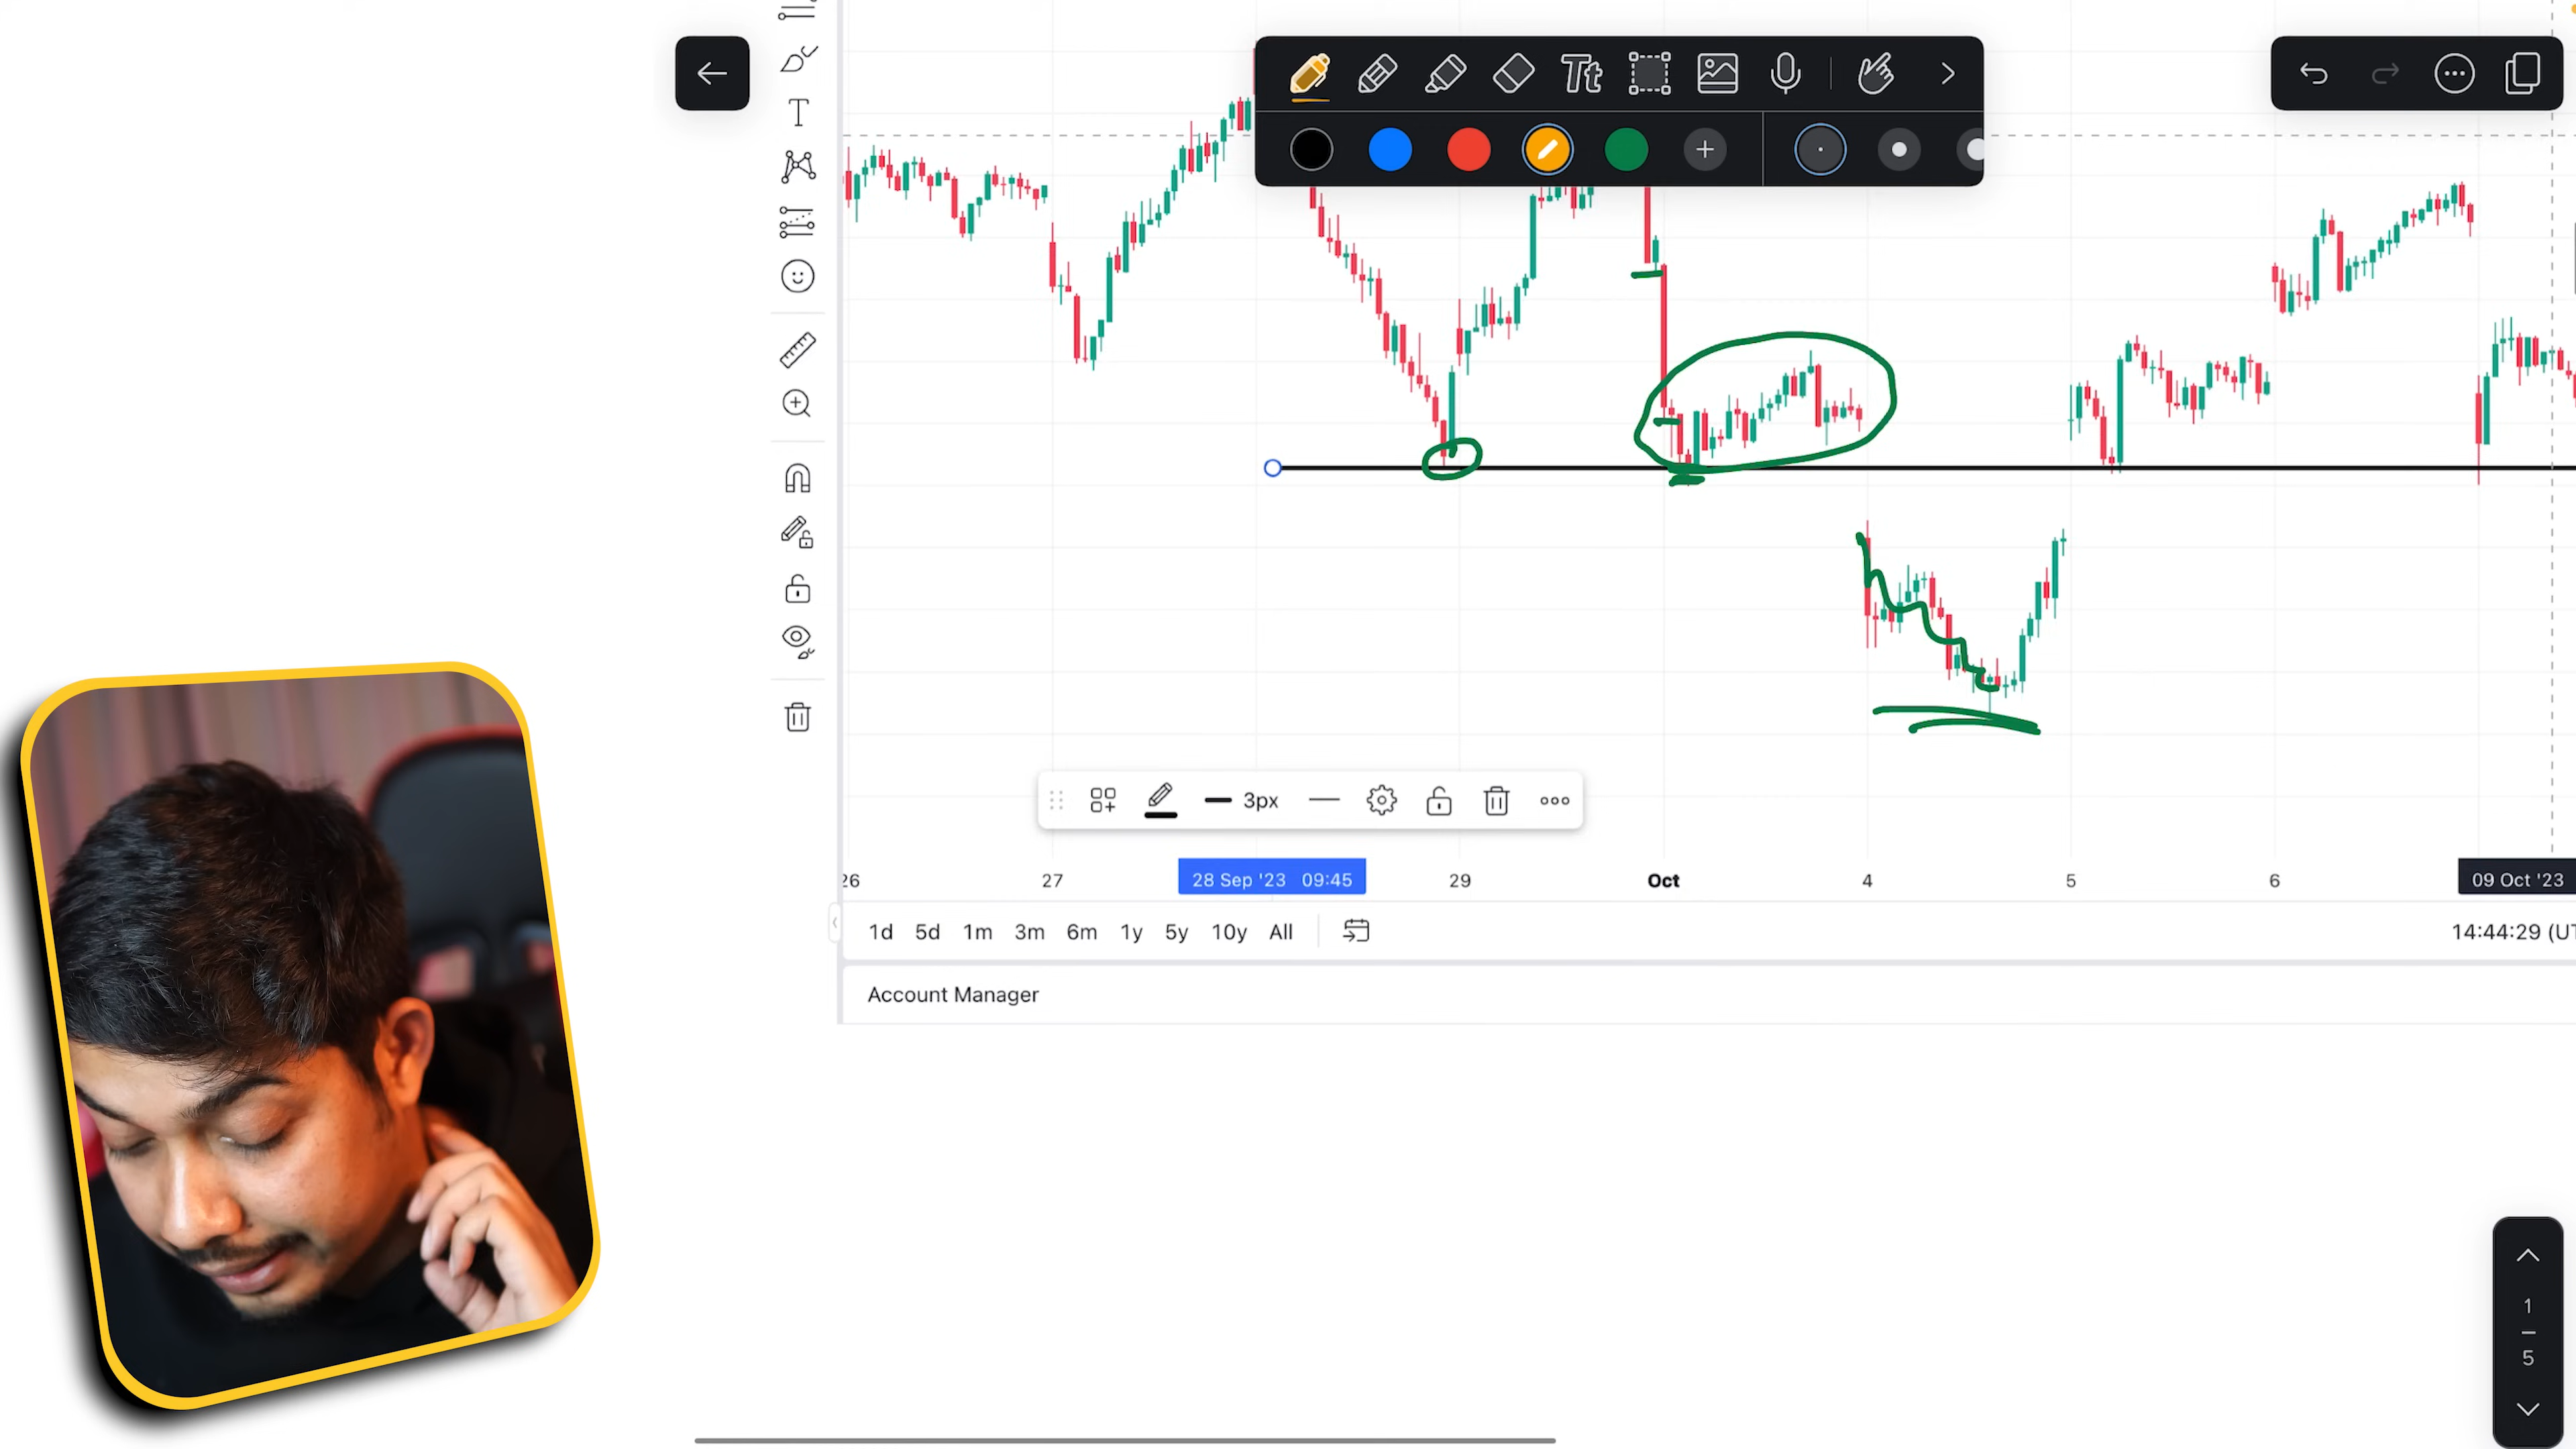 T
Tt
3px
26 27 28 Sep '23 09:45 29 Oct 4 5 6 09 Oct '23
1d 5d 1m 3m 6m 1y 5y 10y All 14:44:29
Account Manager
1
5